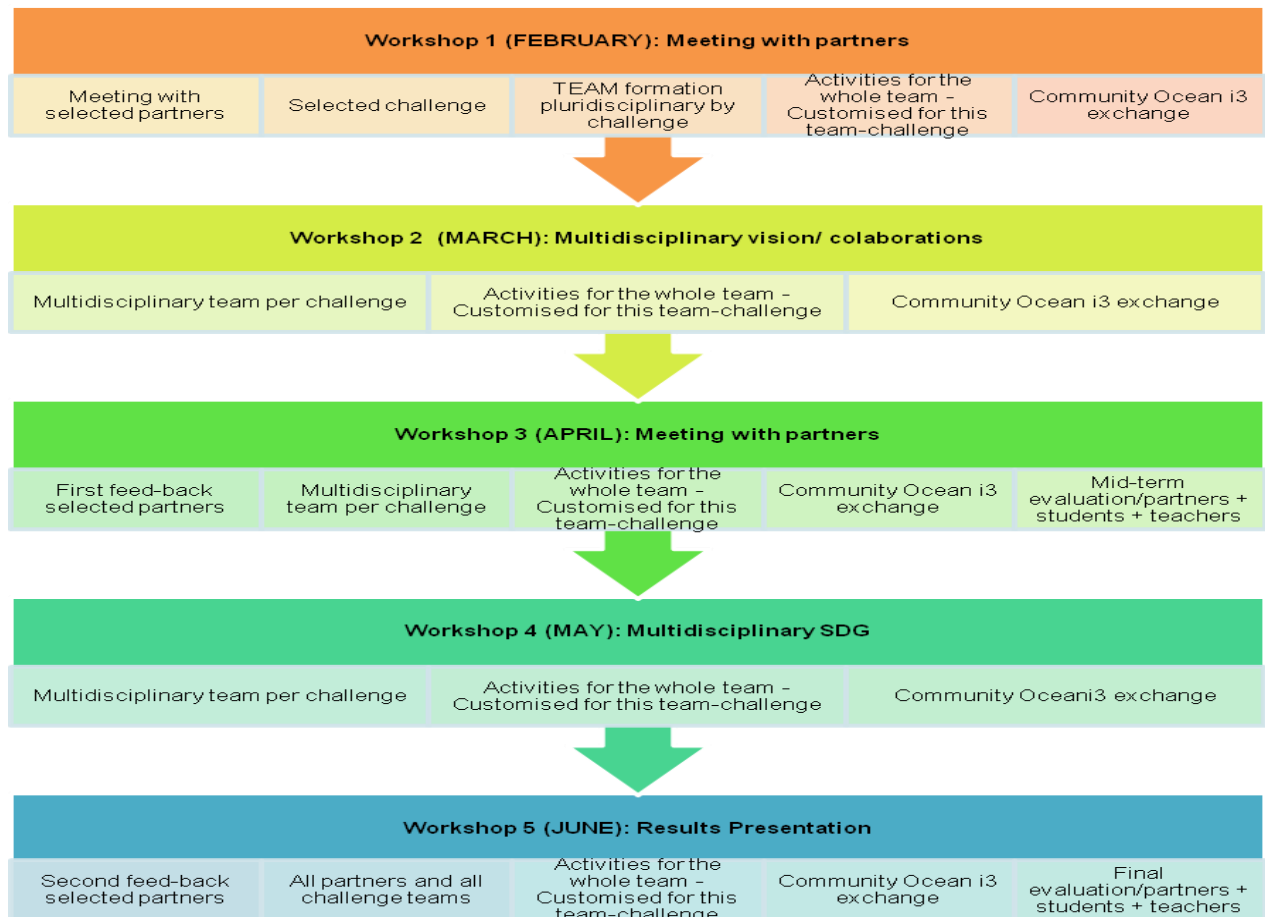 Workshop 1 (FEBRUARY): Meeting with partners
Meeting with
selected partners
Selected challenge
TEAM formation
pluridisciplinary by
challenge
Activities for the
whole team -
Customised for this
team-challenge
Community Ocean i3
exchange
Workshop 2 (MARCH): Multidisciplinary vision/ colaborations
Multidisciplinary team per challenge
Activities for the whole team -
Customised for this team-challenge
Community Ocean i3 exchange
Workshop 3 (APRIL): Meeting with partners
First feed-back
selected partners
Multidisciplinary
team per challenge
Activities for the
whole team -
Customised for this
team-challenge
Community Ocean i3
exchange
Mid-term
evaluation/partners +
students + teachers
Workshop 4 (MAY): Multidisciplinary SDG
Multidisciplinary team per challenge
Activities for the whole team -
Customised for this team-challenge
Community Oceani3 exchange
Workshop 5 (JUNE): Results Presentation
Second feed-back
selected partners
All partners and all
challenge teams
Activities for the
whole team -
Customised for this
team-challenge
Community Ocean i3
exchange
Final
evaluation/partners +
students + teachers